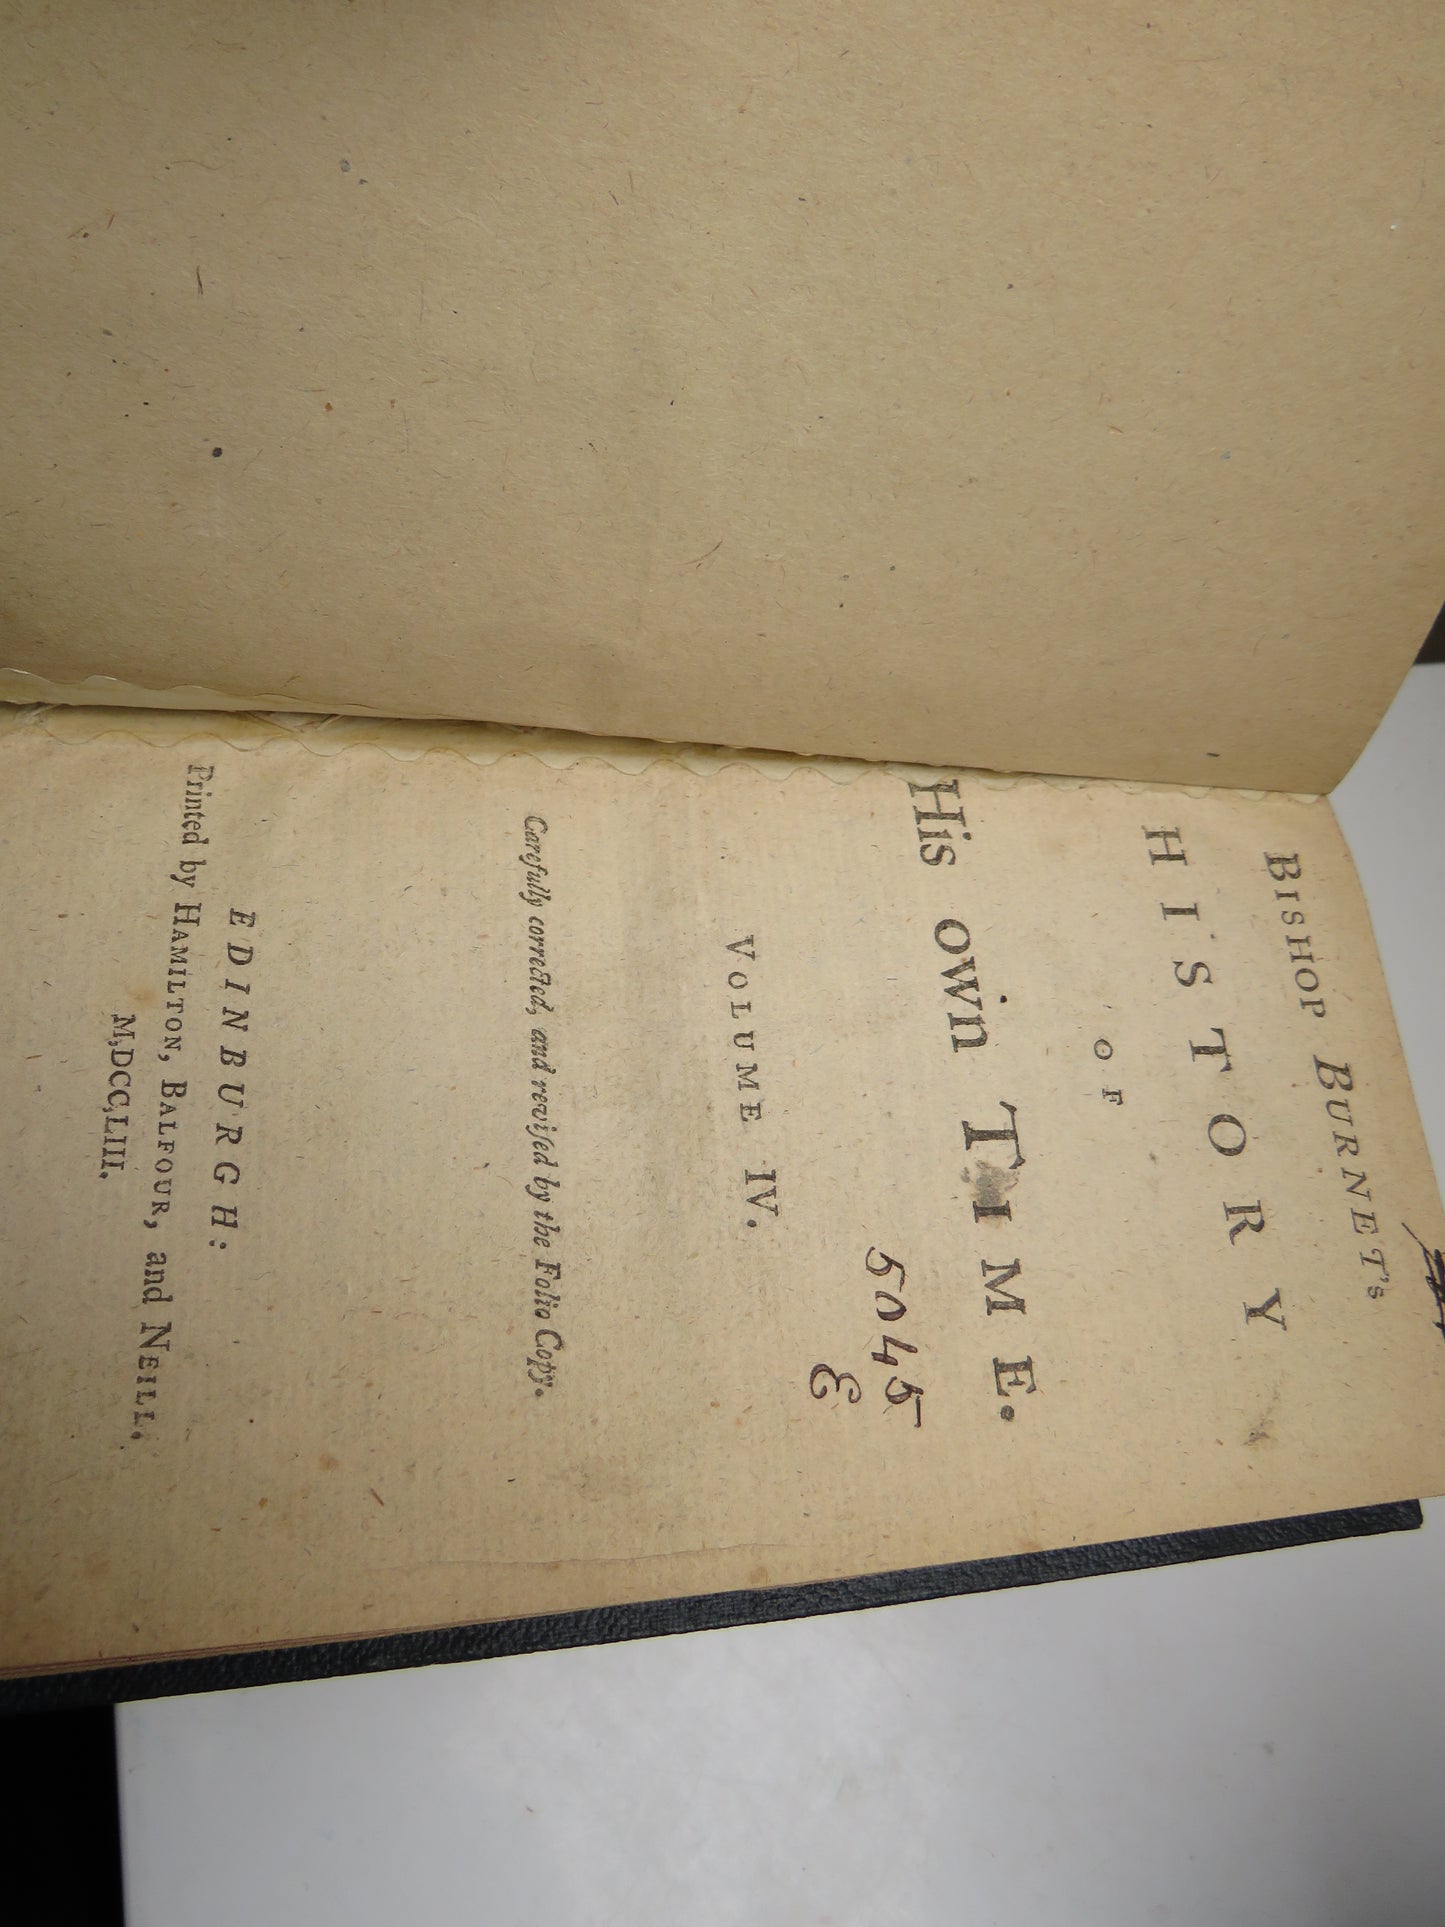 BISHOP BURNET's
HISTORY
OF
His own TIME.
5045
E
VOLUME IV.
Carefully corrected, and revised by the Folio Copy.
EDINBURGH:
Printed by HAMILTON, BALFOUR, and NEILL.
M,DCC,LIII.